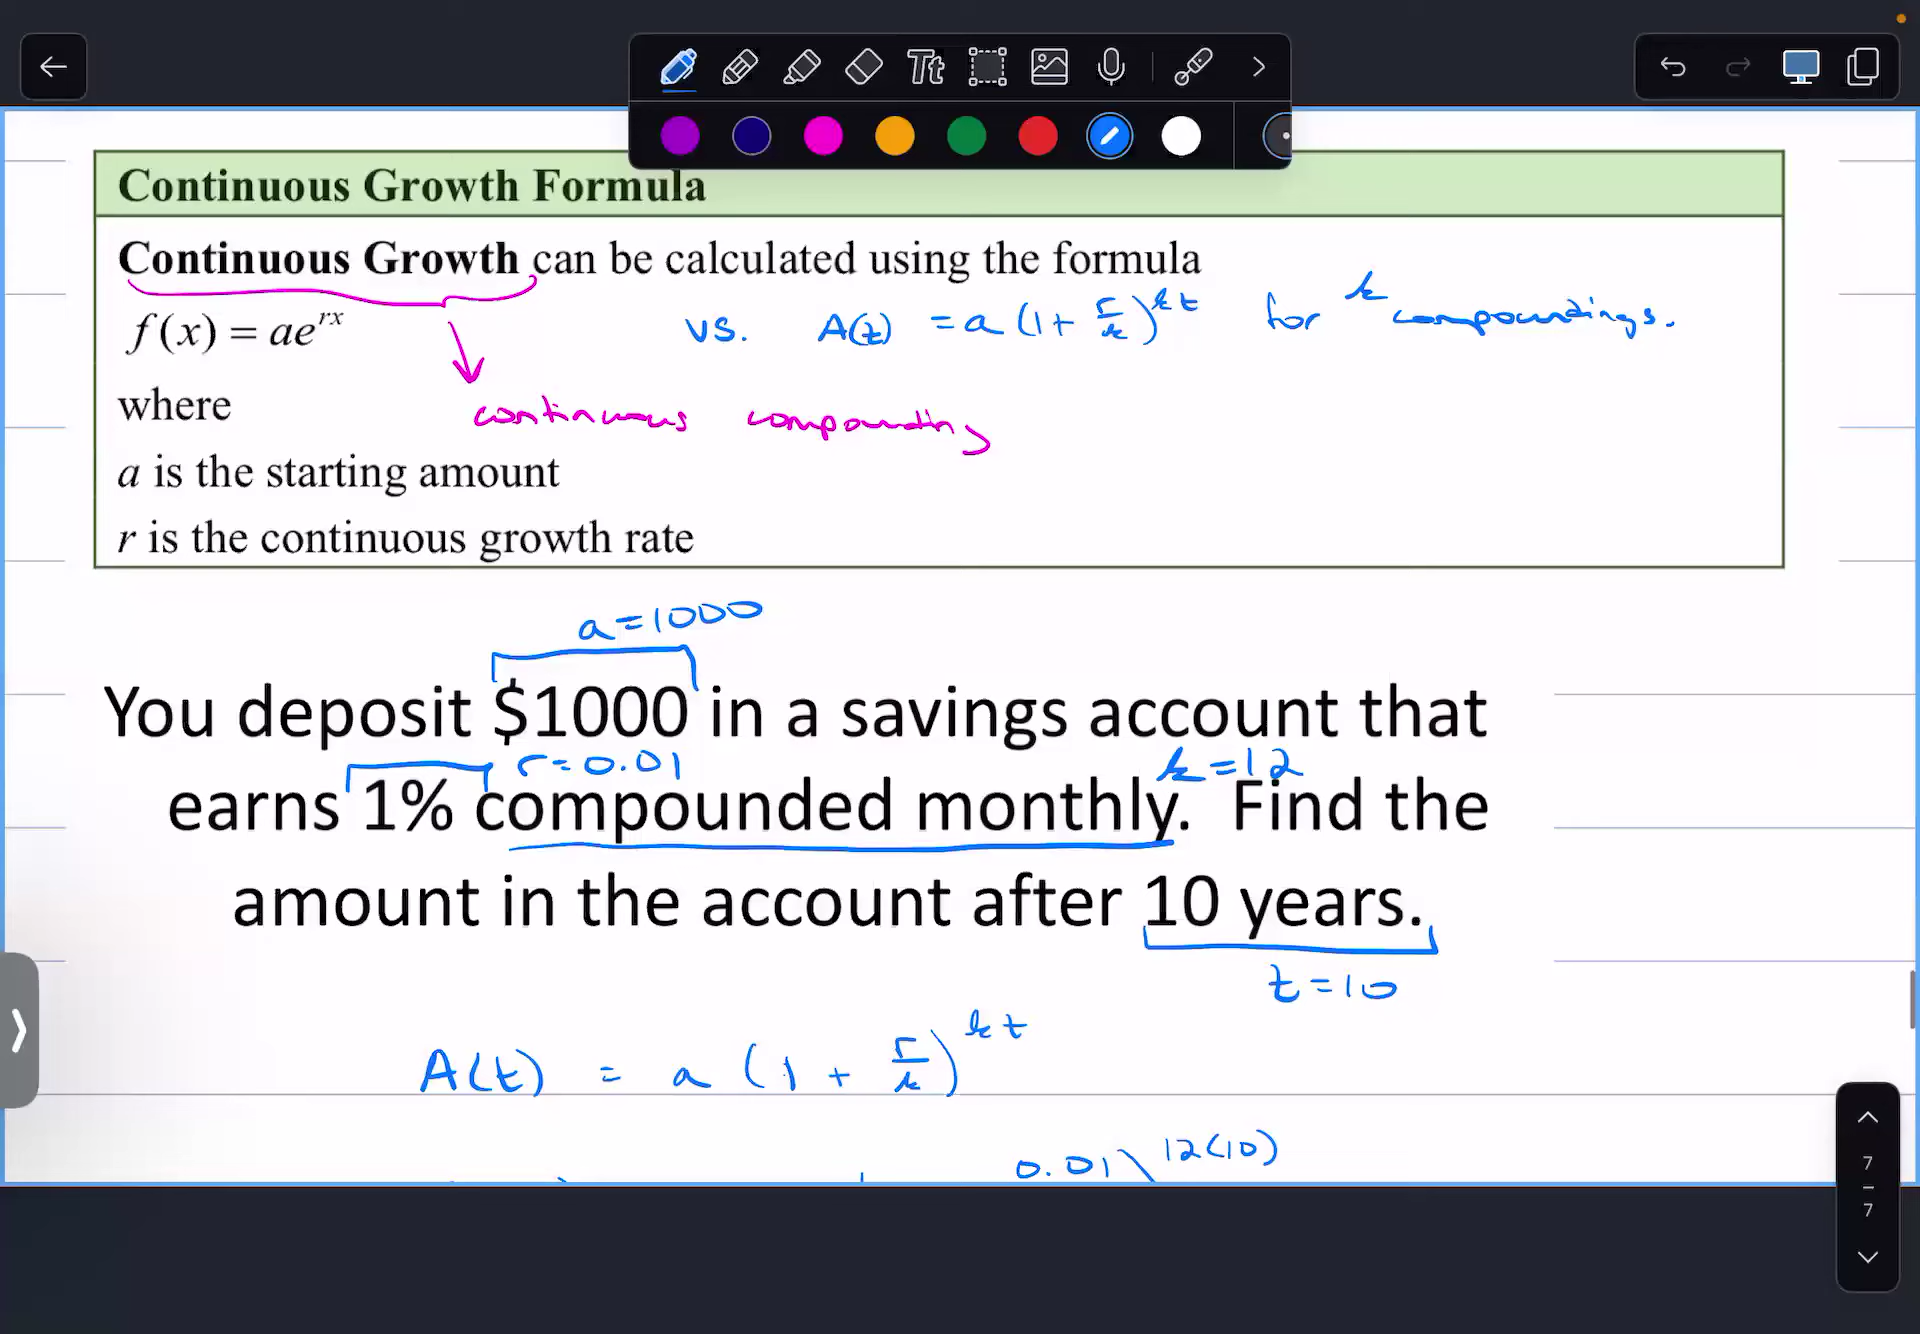 Tt
Continuous Growth Formula
Continuous Growth can be calculated using the formula
f(x) = ae^{rx} vs. A(t) = a(1+\frac{r}{k})^{kt} for k compoundings.
where
continuous compounding
a is the starting amount
r is the continuous growth rate
a=1000
You deposit $1000 in a savings account that
r=0.01 k=12
earns 1% compounded monthly. Find the
amount in the account after 10 years.
t=10
A(t) = a(1+\frac{r}{k})^{kt}
0.01) 12(10)
7
7